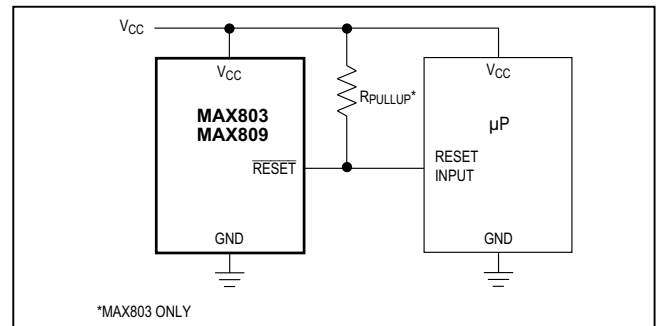 VCC
VCC
MAX803
MAX809
RESET
GND
RPULLUP*
VCC
µP
RESET
INPUT
GND
*MAX803 ONLY